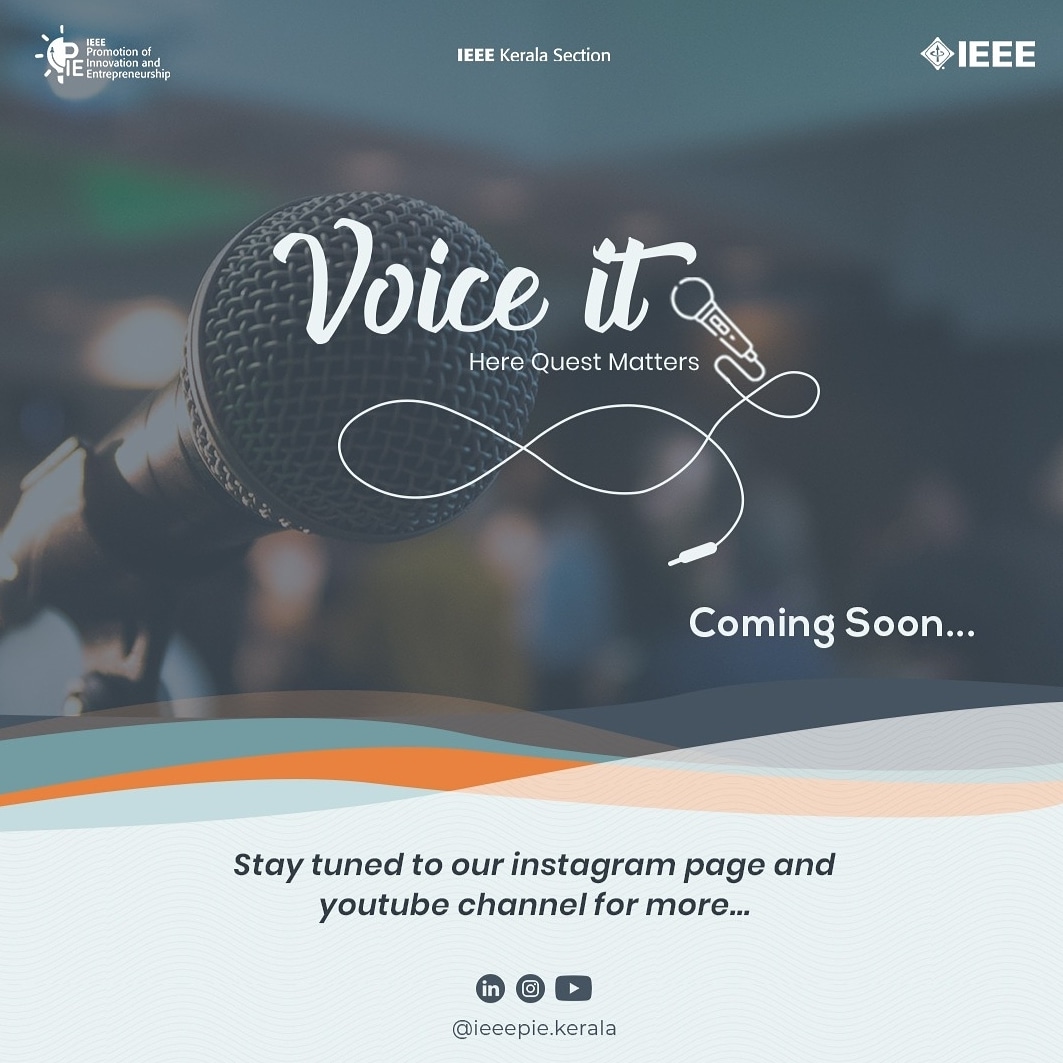 IEEE
Promotion of
Innovation and
Entrepreneurship
PIE
IEEE Kerala Section
IEEE
Voice it
Here Quest Matters
Coming Soon...
Stay tuned to our instagram page and
youtube channel for more...
in
@ieeepie.kerala